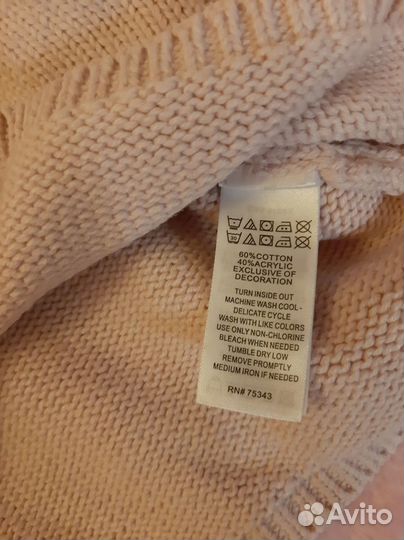 30
60%COTTON
40%ACRYLIC
EXCLUSIVE OF
DECORATION
TURN INSIDE OUT
MACHINE WASH COOL-
DELICATE CYCLE
WASH WITH LIKE COLORS
USE ONLY NON-CHLORINE
BLEACH WHEN NEEDED
TUMBLE DRY LOW
REMOVE PROMPTLY
MEDIUM IRON IF NEEDED
RN# 75343
Avito